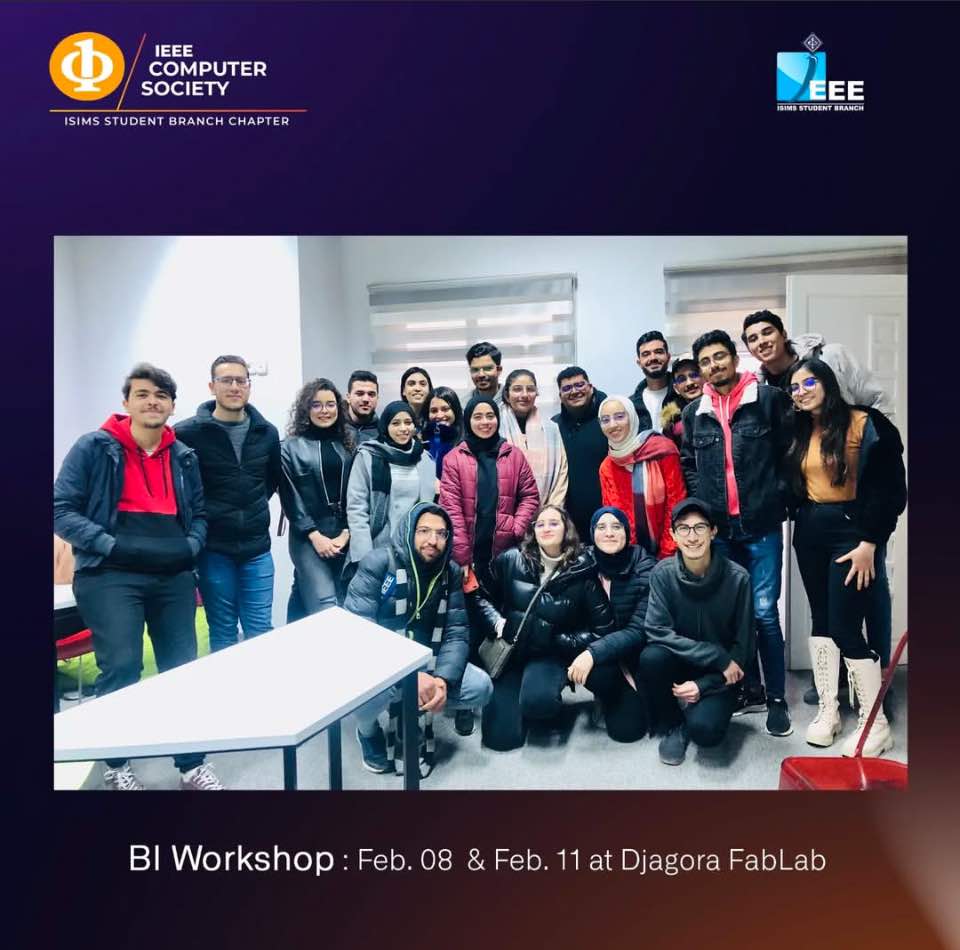 IEEE
COMPUTER
SOCIETY
ISIMS STUDENT BRANCH CHAPTER
IEEE
ISIMS STUDENT BRANCH
IEEE
BI Workshop : Feb. 08 & Feb. 11 at Djagora FabLab